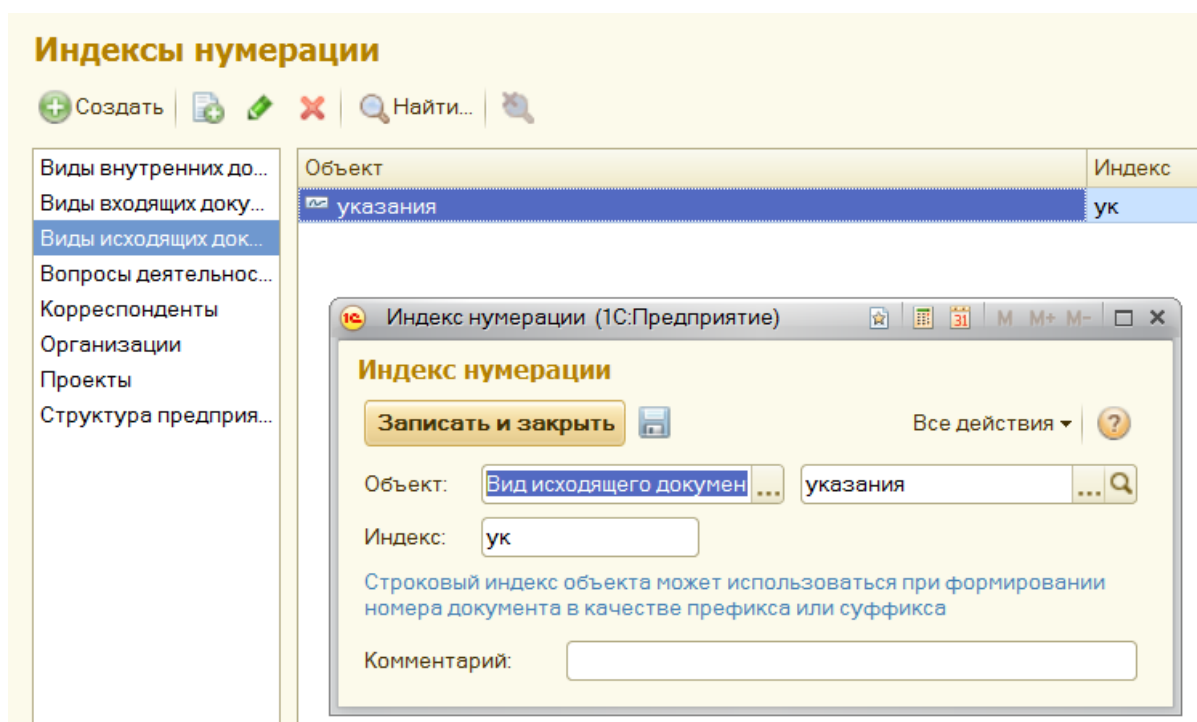 Индексы нумерации
Создать Найти...
Виды внутренних до...
Виды входящих доку...
Виды исходящих док...
Вопросы деятельнос...
Корреспонденты
Организации
Проекты
Структура предприя...
Объект Индекс
указания ук
Индекс нумерации (1С:Предприятие) 31 M M+ M-
Индекс нумерации
Записать и закрыть Все действия ?
Объект: Вид исходящего докумен ... указания ...
Индекс: ук
Строковый индекс объекта может использоваться при формировании
номера документа в качестве префикса или суффикса
Комментарий: